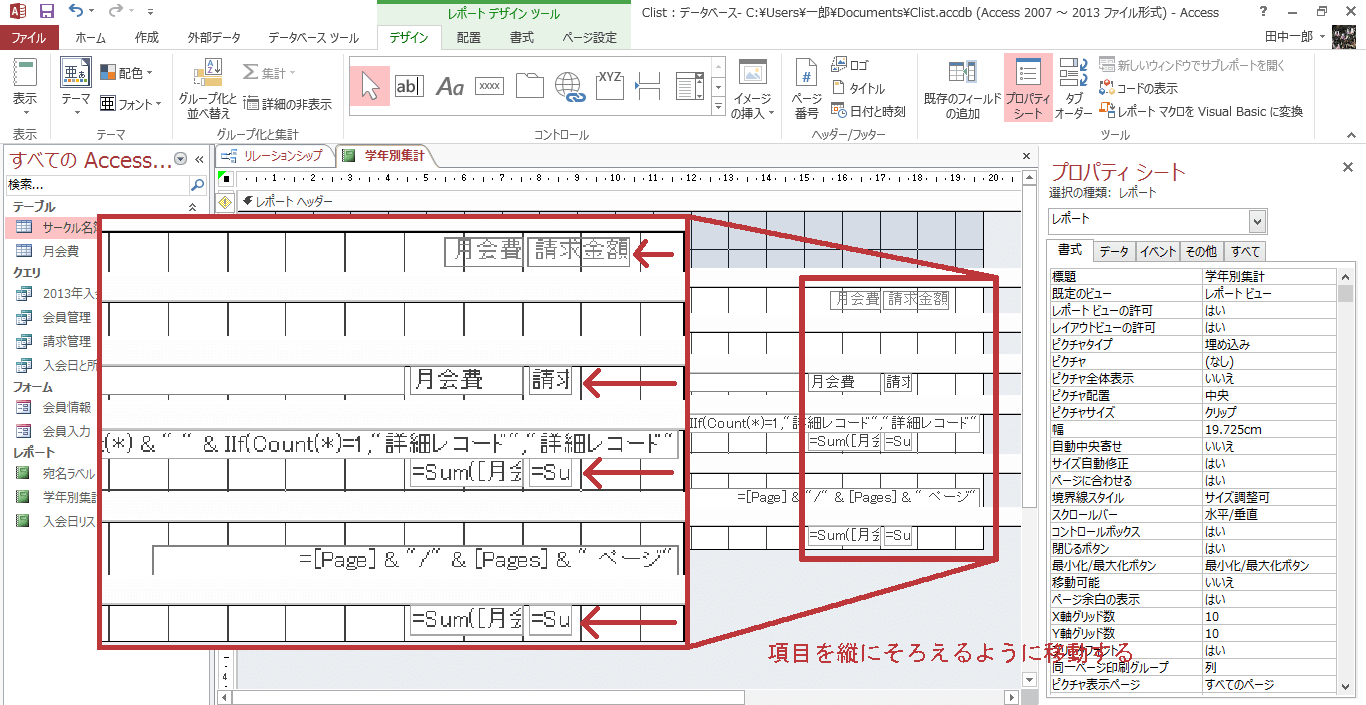 レポート デザイン ツール
Clist : データベース- C:¥Users¥一郎¥Documents¥Clist.accdb (Access 2007 ～ 2013 ファイル形式) - Access
ファイル ホーム 作成 外部データ データベース ツール デザイン 配置 書式 ページ設定 田中一郎
表示
表示
亜ぁ
テーマ
配色
亜 フォント
テーマ
グループ化と
並べ替え
Σ 集計
詳細の非表示
グループ化と集計
ab| Aa xxxx XYZ
コントロール
イメージ
の挿入
ページ
番号
ロゴ
タイトル
日付と時刻
ヘッダー/フッター
既存のフィールド
の追加
プロパティ
シート
タブ
オーダー
新しいウィンドウでサブレポートを開く
コードの表示
レポート マクロを Visual Basic に変換
ツール
すべての Access...
検索...
テーブル
サークル名簿
月会費
クエリ
2013年入会
会員管理
請求管理
入会日と所
フォーム
会員情報
会員入力
レポート
宛名ラベル
学年別集計
入会日リス
リレーションシップ 学年別集計
1 2 3 4 5 6 7 8 9 10 11 12 13 14 15 16 17 18 19 20
レポート ヘッダー
月会費 請求金額
月会費 請求
(*) & " " & IIf(Count(*)=1,"詳細レコード","詳細レコード"
=Sum([月会 =Su
=[Page] & "/" & [Pages] & " ページ"
=Sum([月会 =Su
月会費 請求金額
月会費 請求
IIf(Count(*)=1,"詳細レコード","詳細レコード"
=Sum([月会 =Su
=[Page] & "/" & [Pages] & " ページ"
=Sum([月会 =Su
4
項目を縦にそろえるように移動する
プロパティ シート
選択の種類: レポート
レポート
書式 データ イベント その他 すべて
標題 学年別集計
既定のビュー レポート ビュー
レポート ビューの許可 はい
レイアウトビューの許可 はい
ピクチャタイプ 埋め込み
ピクチャ (なし)
ピクチャ全体表示 いいえ
ピクチャ配置 中央
ピクチャサイズ クリップ
幅 19.725cm
自動中央寄せ いいえ
サイズ自動修正 はい
ページに合わせる はい
境界線スタイル サイズ調整可
スクロールバー 水平/垂直
コントロールボックス はい
閉じるボタン はい
最小化/最大化ボタン 最小化/最大化ボタン
移動可能 いいえ
ページ余白の表示 はい
X軸グリッド数 10
Y軸グリッド数 10
はい
同一ページ印刷グループ 列
ピクチャ表示ページ すべてのページ